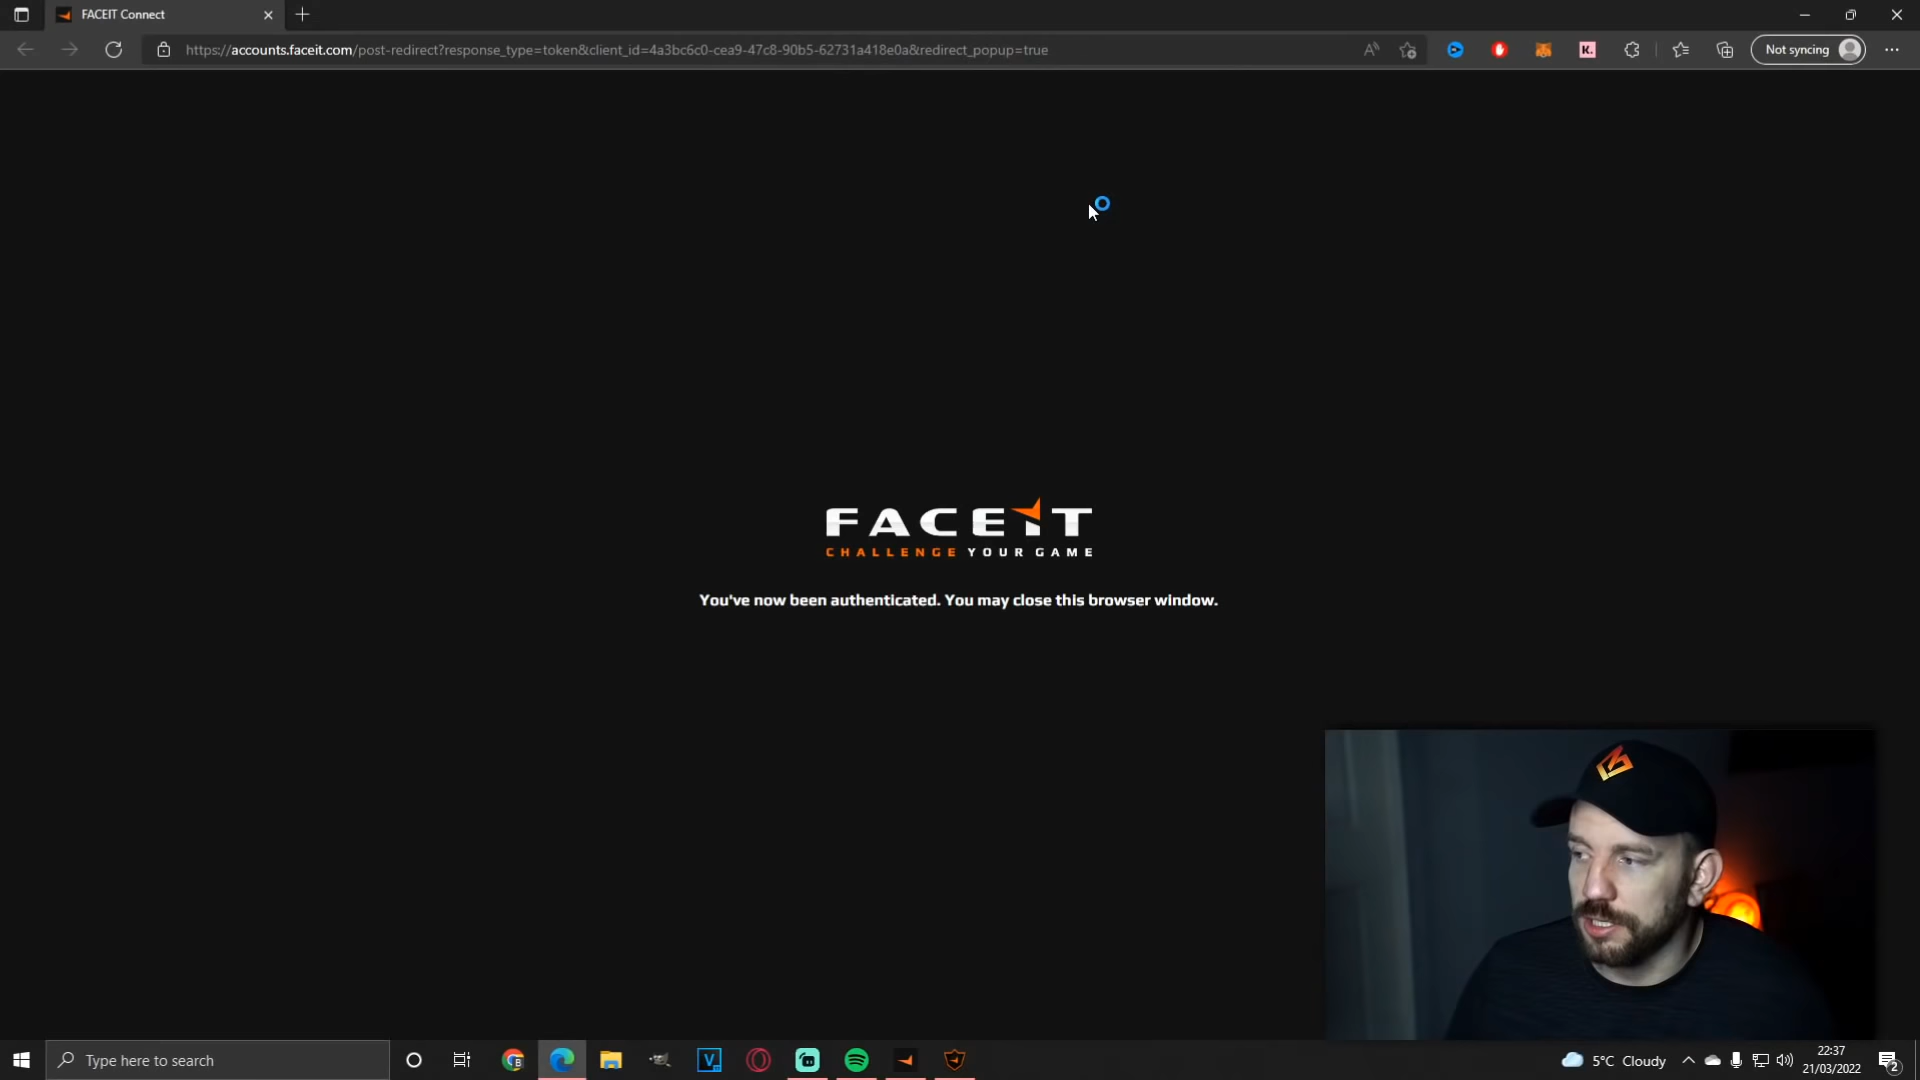 FACEIT Connect
https://accounts.faceit.com/post-redirect?response_type=token&client_id=4a3bc6c0-cea9-47c8-90b5-62731a418e0a&redirect_popup=true
Not syncing
K.
FACEIT
CHALLENGE YOUR GAME
You've now been authenticated. You may close this browser window.
Type here to search
5°C Cloudy
22:37
21/03/2022
2